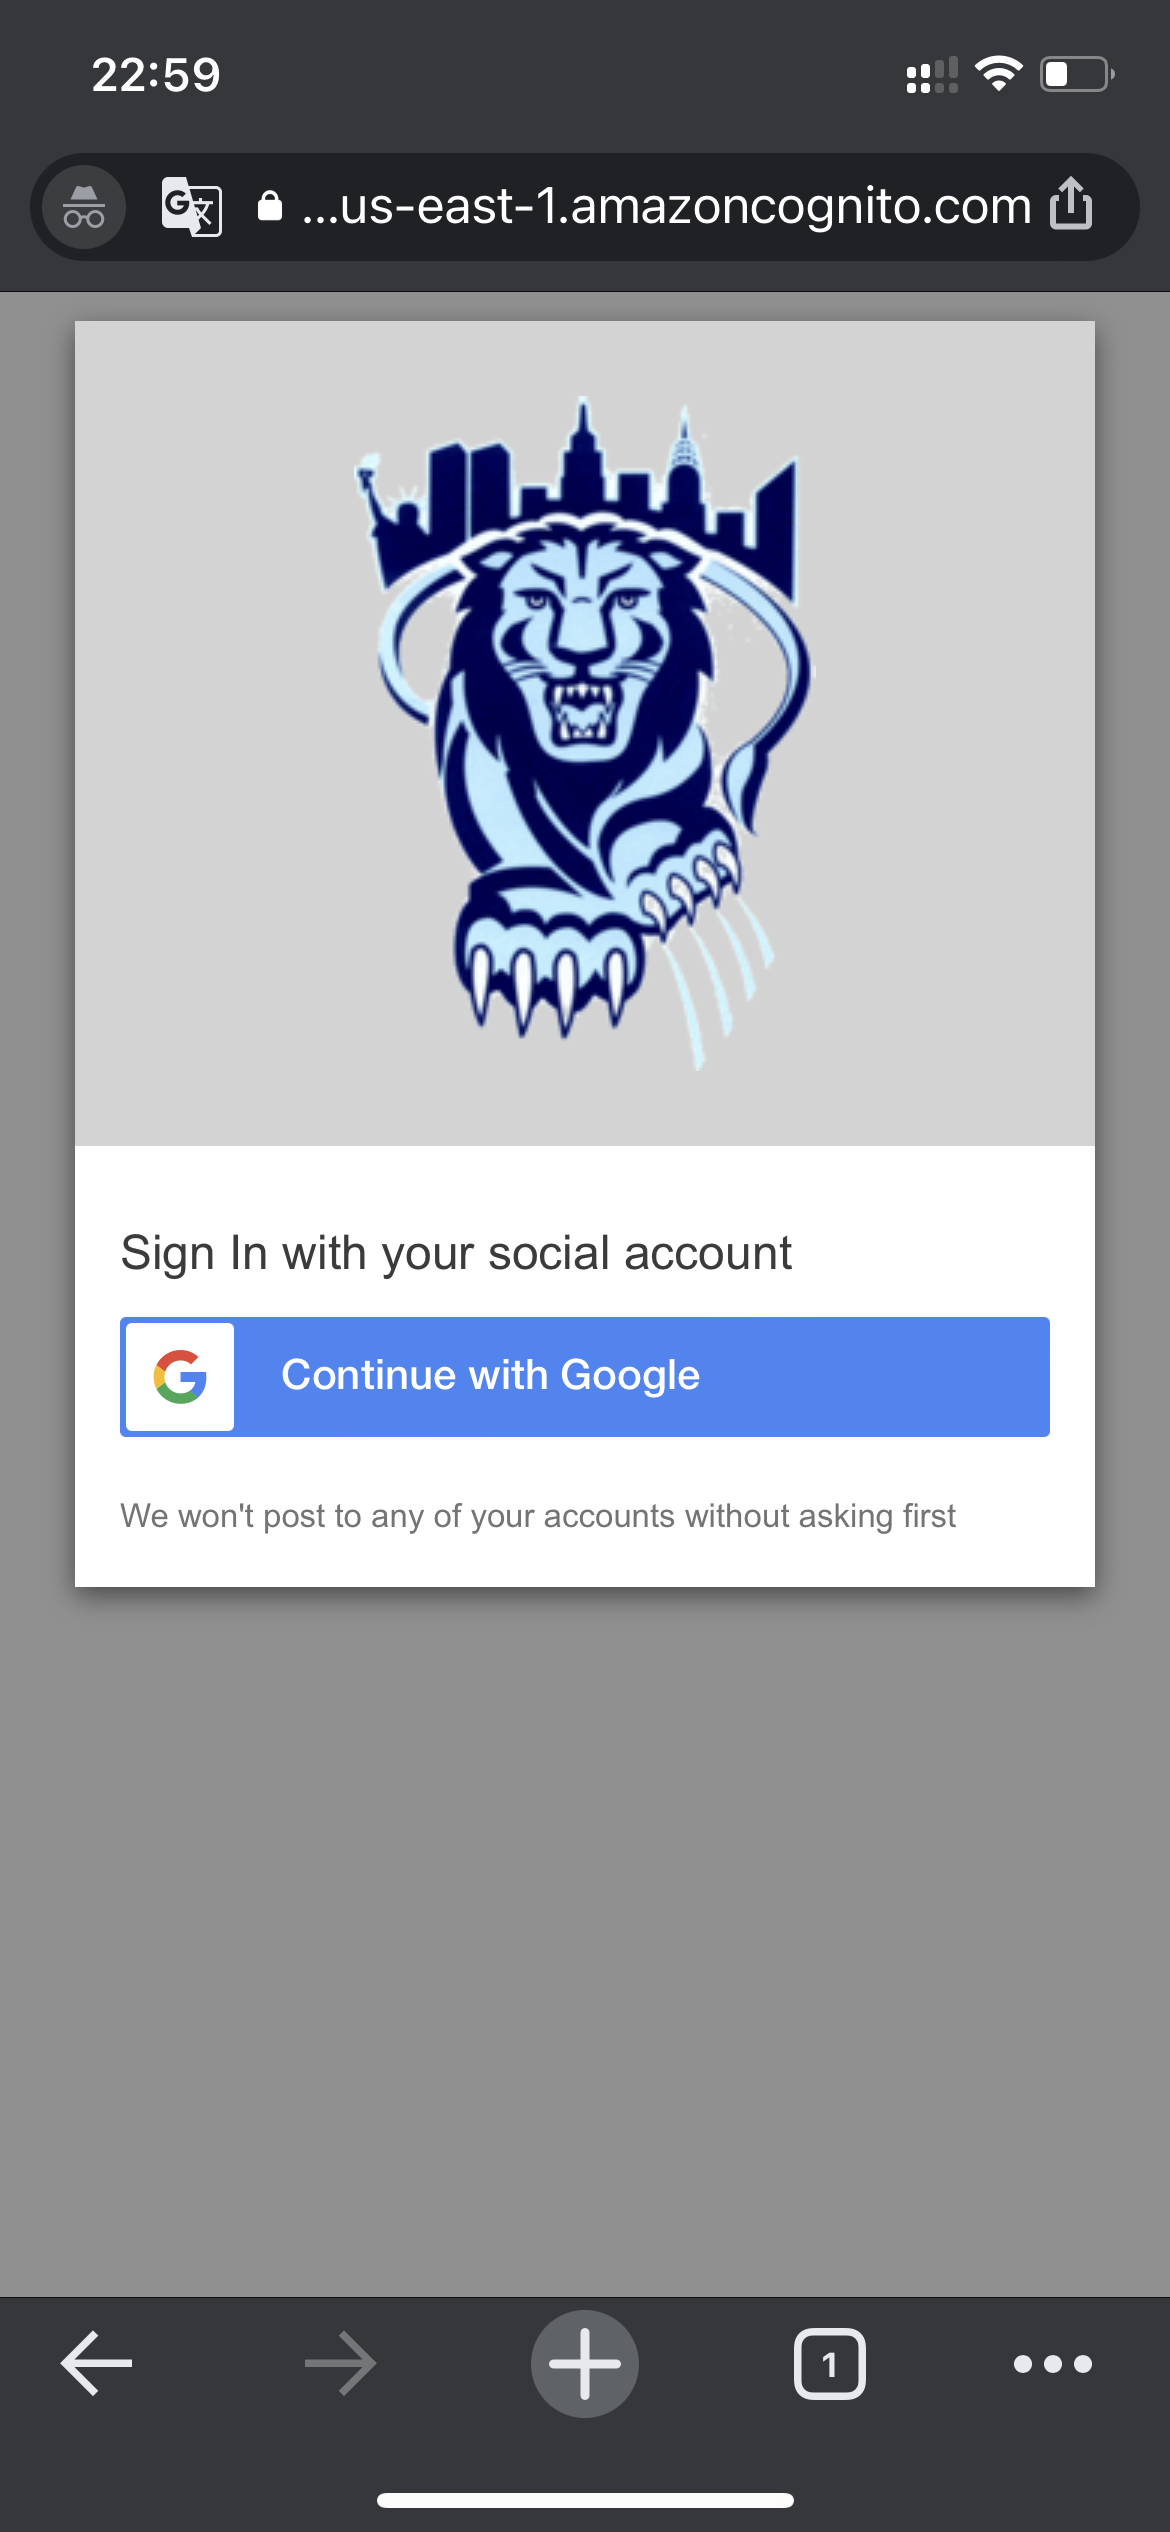 22:59
...us-east-1.amazoncognito.com
Sign In with your social account
Continue with Google
We won't post to any of your accounts without asking first
1